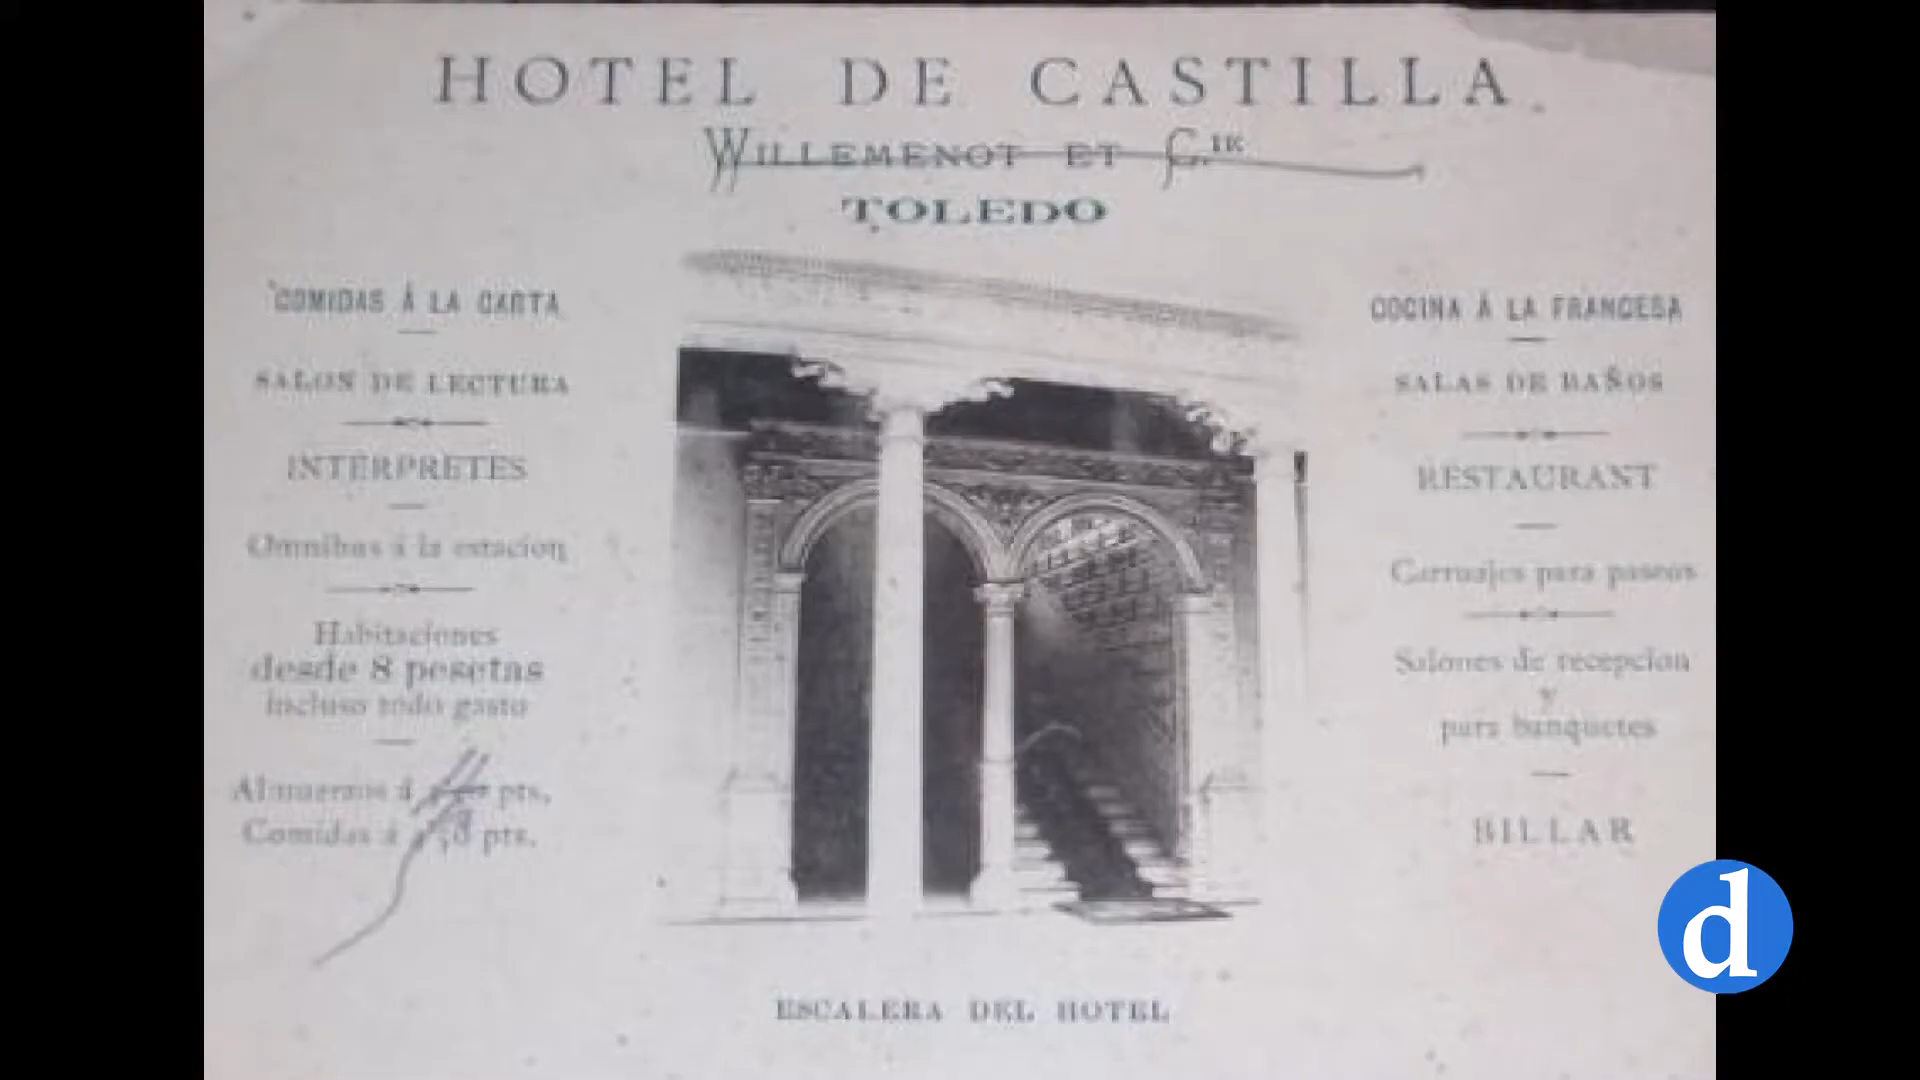 HOTEL DE CASTILLA
WILLEMENOT ET C.IE
TOLEDO
COMIDAS Á LA CARTA
SALON DE LECTURA
INTERPRETES
Omnibus á la estacion
Habitaciones
desde 8 pesetas
incluso todo gasto
Almuerzos á pts.
Comidas á pts.
COCINA Á LA FRANCESA
SALAS DE BAÑOS
RESTAURANT
Carruajes para paseos
Salones de recepcion
y
para banquetes
BILLAR
ESCALERA DEL HOTEL
d